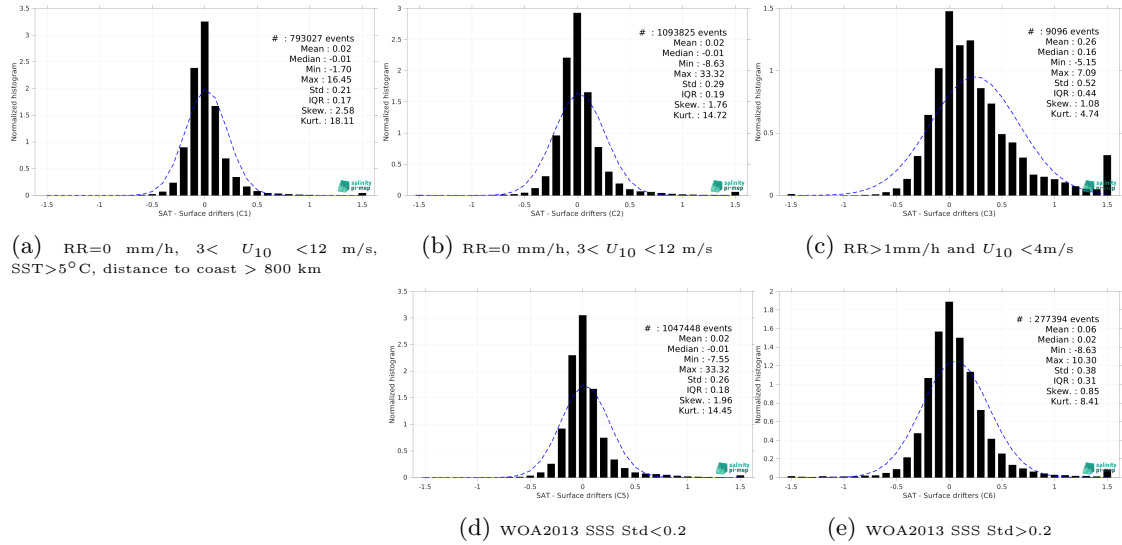 3.5
3
2.5
2
1.5
1
0.5
0
Normalized histogram
# : 793027 events
Mean : 0.02
Median : -0.01
Min : -1.70
Max : 16.45
Std : 0.21
IQR : 0.17
Skew. : 2.58
Kurt. : 18.11
salinity
pi-mep
-1.5 -1 -0.5 0 0.5 1 1.5
SAT - Surface drifters (C1)
(a) RR=0 mm/h, 3< U10 <12 m/s,
SST>5°C, distance to coast > 800 km
3
2.5
2
1.5
1
0.5
0
Normalized histogram
# : 1093825 events
Mean : 0.02
Median : -0.01
Min : -8.63
Max : 33.32
Std : 0.29
IQR : 0.19
Skew. : 1.76
Kurt. : 14.72
salinity
pi-mep
-1.5 -1 -0.5 0 0.5 1 1.5
SAT - Surface drifters (C2)
(b) RR=0 mm/h, 3< U10 <12 m/s
1.5
1
0.5
0
Normalized histogram
# : 9096 events
Mean : 0.26
Median : 0.16
Min : -5.15
Max : 7.09
Std : 0.52
IQR : 0.44
Skew. : 1.08
Kurt. : 4.74
salinity
pi-mep
-1.5 -1 -0.5 0 0.5 1 1.5
SAT - Surface drifters (C3)
(c) RR>1mm/h and U10 <4m/s
3.5
3
2.5
2
1.5
1
0.5
0
Normalized histogram
# : 1047448 events
Mean : 0.02
Median : -0.01
Min : -7.55
Max : 33.32
Std : 0.26
IQR : 0.18
Skew. : 1.96
Kurt. : 14.45
salinity
pi-mep
-1.5 -1 -0.5 0 0.5 1 1.5
SAT - Surface drifters (C5)
(d) WOA2013 SSS Std<0.2
2
1.8
1.6
1.4
1.2
1
0.8
0.6
0.4
0.2
0
Normalized histogram
# : 277394 events
Mean : 0.06
Median : 0.02
Min : -8.63
Max : 10.30
Std : 0.38
IQR : 0.31
Skew. : 0.85
Kurt. : 8.41
salinity
pi-mep
-1.5 -1 -0.5 0 0.5 1 1.5
SAT - Surface drifters (C6)
(e) WOA2013 SSS Std>0.2